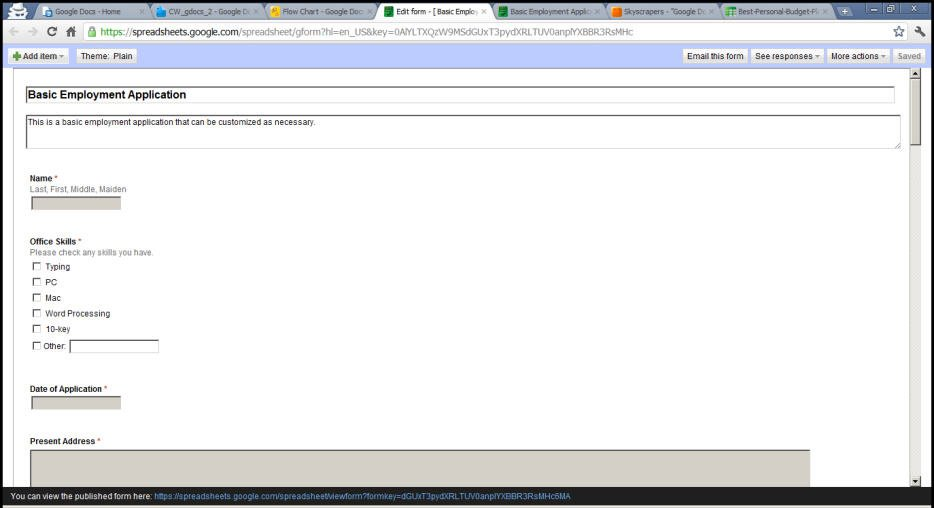 Google Docs - Home
CW_gdocs_2 - Google Do
Flow Chart - Google Doc
Edit form - [ Basic Employ
Basic Employment Applic
Skyscrapers - "Google D
Best-Personal-Budget-Pl
https://spreadsheets.google.com/spreadsheet/gform?hl=en_US&key=0AlYLTXQzW9MSdGUxT3pydXRLTUV0anplYXBBR3RsMHc
Add item
Theme: Plain
Email this form
See responses
More actions
Saved
Basic Employment Application
This is a basic employment application that can be customized as necessary.
Name *
Last, First, Middle, Maiden
Office Skills *
Please check any skills you have.
Typing
PC
Mac
Word Processing
10-key
Other:
Date of Application *
Present Address *
You can view the published form here: https://spreadsheets.google.com/spreadsheet/viewform?formkey=dGUxT3pydXRLTUV0anplYXBBR3RsMHc6MA